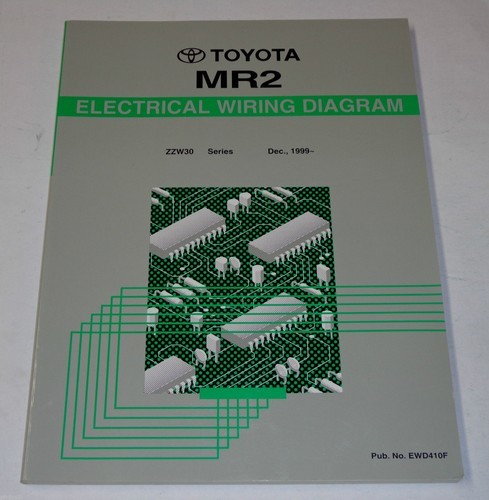 TOYOTA
MR2
ELECTRICAL WIRING DIAGRAM
ZZW30 Series Dec., 1999–
Pub. No. EWD410F